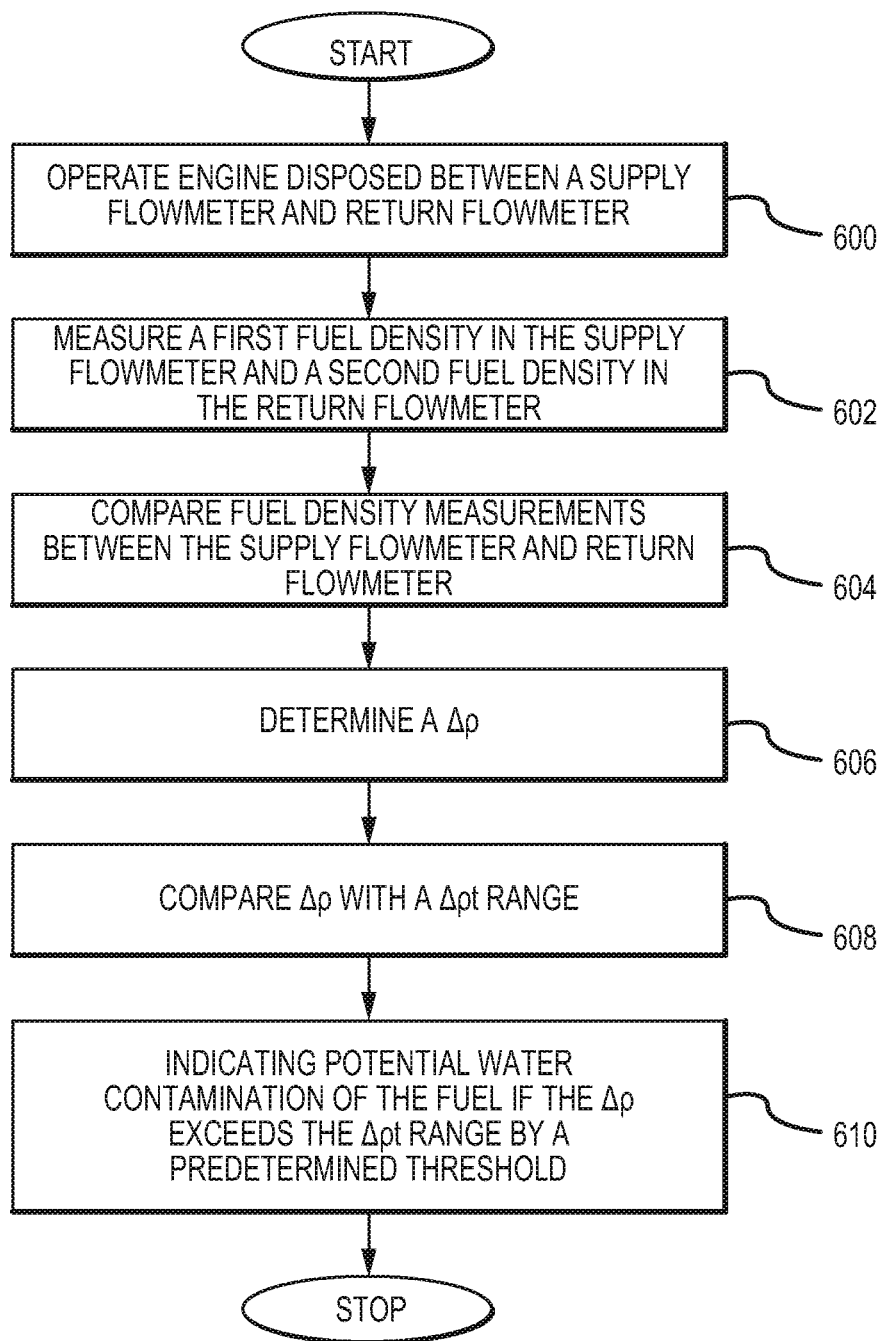 START
OPERATE ENGINE DISPOSED BETWEEN A SUPPLY
FLOWMETER AND RETURN FLOWMETER
600
MEASURE A FIRST FUEL DENSITY IN THE SUPPLY
FLOWMETER AND A SECOND FUEL DENSITY IN
THE RETURN FLOWMETER
602
COMPARE FUEL DENSITY MEASUREMENTS
BETWEEN THE SUPPLY FLOWMETER AND RETURN
FLOWMETER
604
DETERMINE A Δρ
606
COMPARE Δρ WITH A Δρt RANGE
608
INDICATING POTENTIAL WATER
CONTAMINATION OF THE FUEL IF THE Δρ
EXCEEDS THE Δρt RANGE BY A
PREDETERMINED THRESHOLD
610
STOP